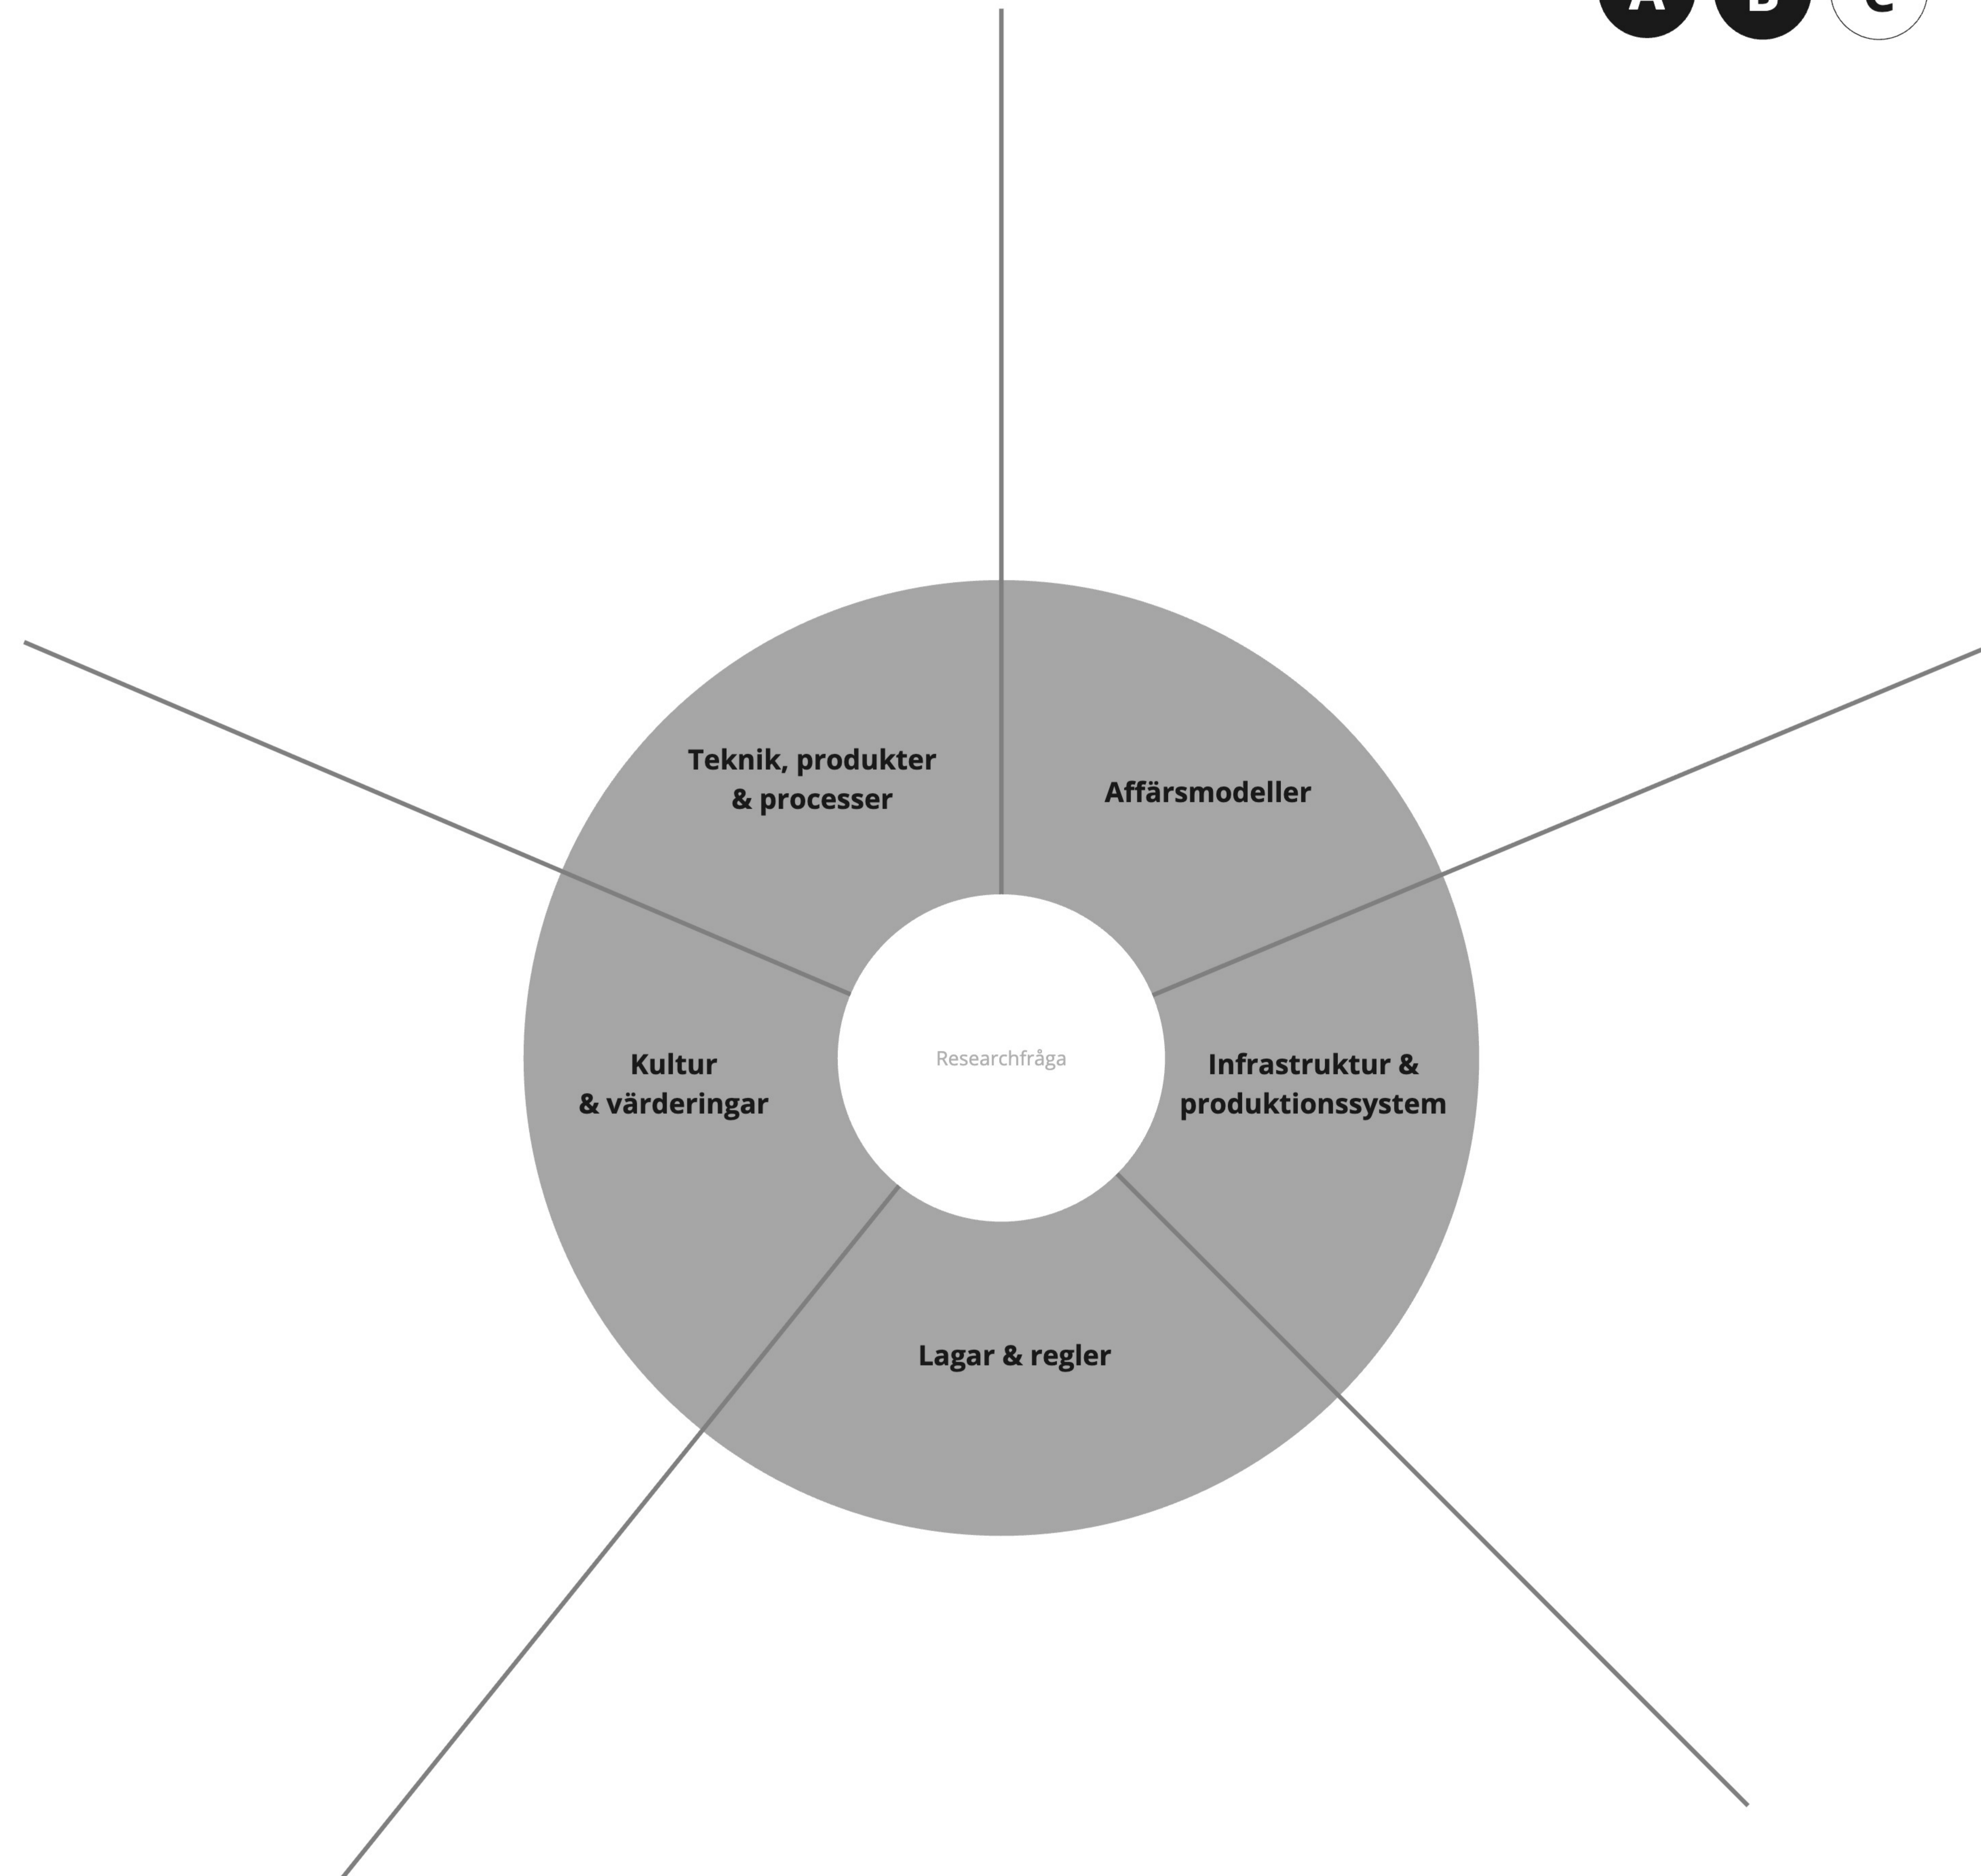 A B C
Teknik, produkter
& processer
Affärsmodeller
Kultur
& värderingar
Researchfråga
Infrastruktur &
produktionssystem
Lagar & regler